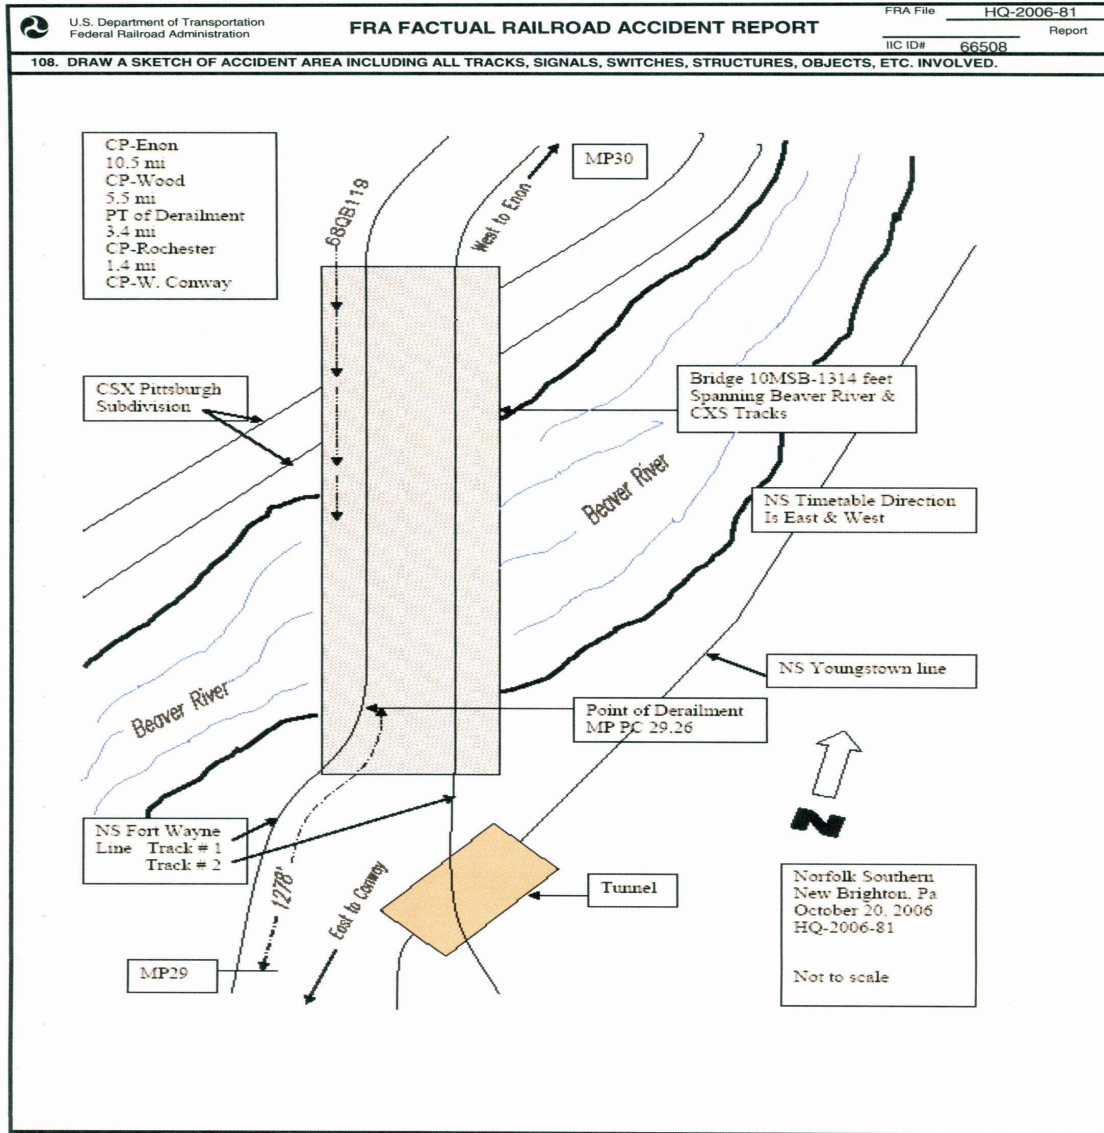 U.S. Department of Transportation
Federal Railroad Administration
FRA FACTUAL RAILROAD ACCIDENT REPORT
FRA File HQ-2006-81
Report
IIC ID# 66508
108. DRAW A SKETCH OF ACCIDENT AREA INCLUDING ALL TRACKS, SIGNALS, SWITCHES, STRUCTURES, OBJECTS, ETC. INVOLVED.
CP-Enon
10.5 mi
CP-Wood
5.5 mi
PT of Derailment
3.4 mi
CP-Rochester
1.4 mi
CP-W. Conway
68QB119
West to Enon
MP30
CSX Pittsburgh
Subdivision
Bridge 10MSB-1314 feet
Spanning Beaver River &
CXS Tracks
Beaver River
NS Timetable Direction
Is East & West
NS Youngstown line
Beaver River
Point of Derailment
MP PC 29.26
N
NS Fort Wayne
Line Track # 1
Track # 2
1278'
East to Conway
Tunnel
MP29
Norfolk Southern
New Brighton, Pa
October 20, 2006
HQ-2006-81
Not to scale